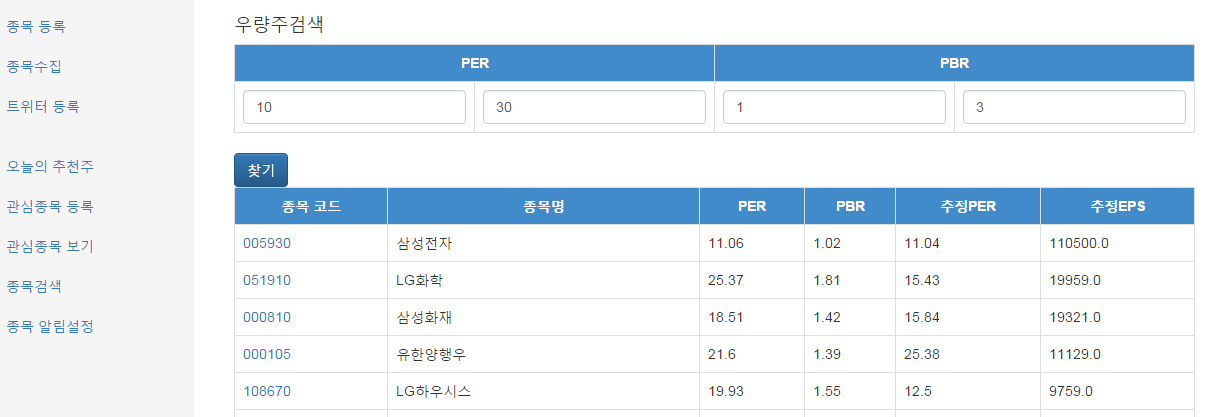 종목 등록
종목수집
트위터 등록
오늘의 추천주
관심종목 등록
관심종목 보기
종목검색
종목 알림설정
우량주검색
PER PBR
10 30 1 3
찾기
종목 코드 종목명 PER PBR 추정PER 추정EPS
005930 삼성전자 11.06 1.02 11.04 110500.0
051910 LG화학 25.37 1.81 15.43 19959.0
000810 삼성화재 18.51 1.42 15.84 19321.0
000105 유한양행우 21.6 1.39 25.38 11129.0
108670 LG하우시스 19.93 1.55 12.5 9759.0